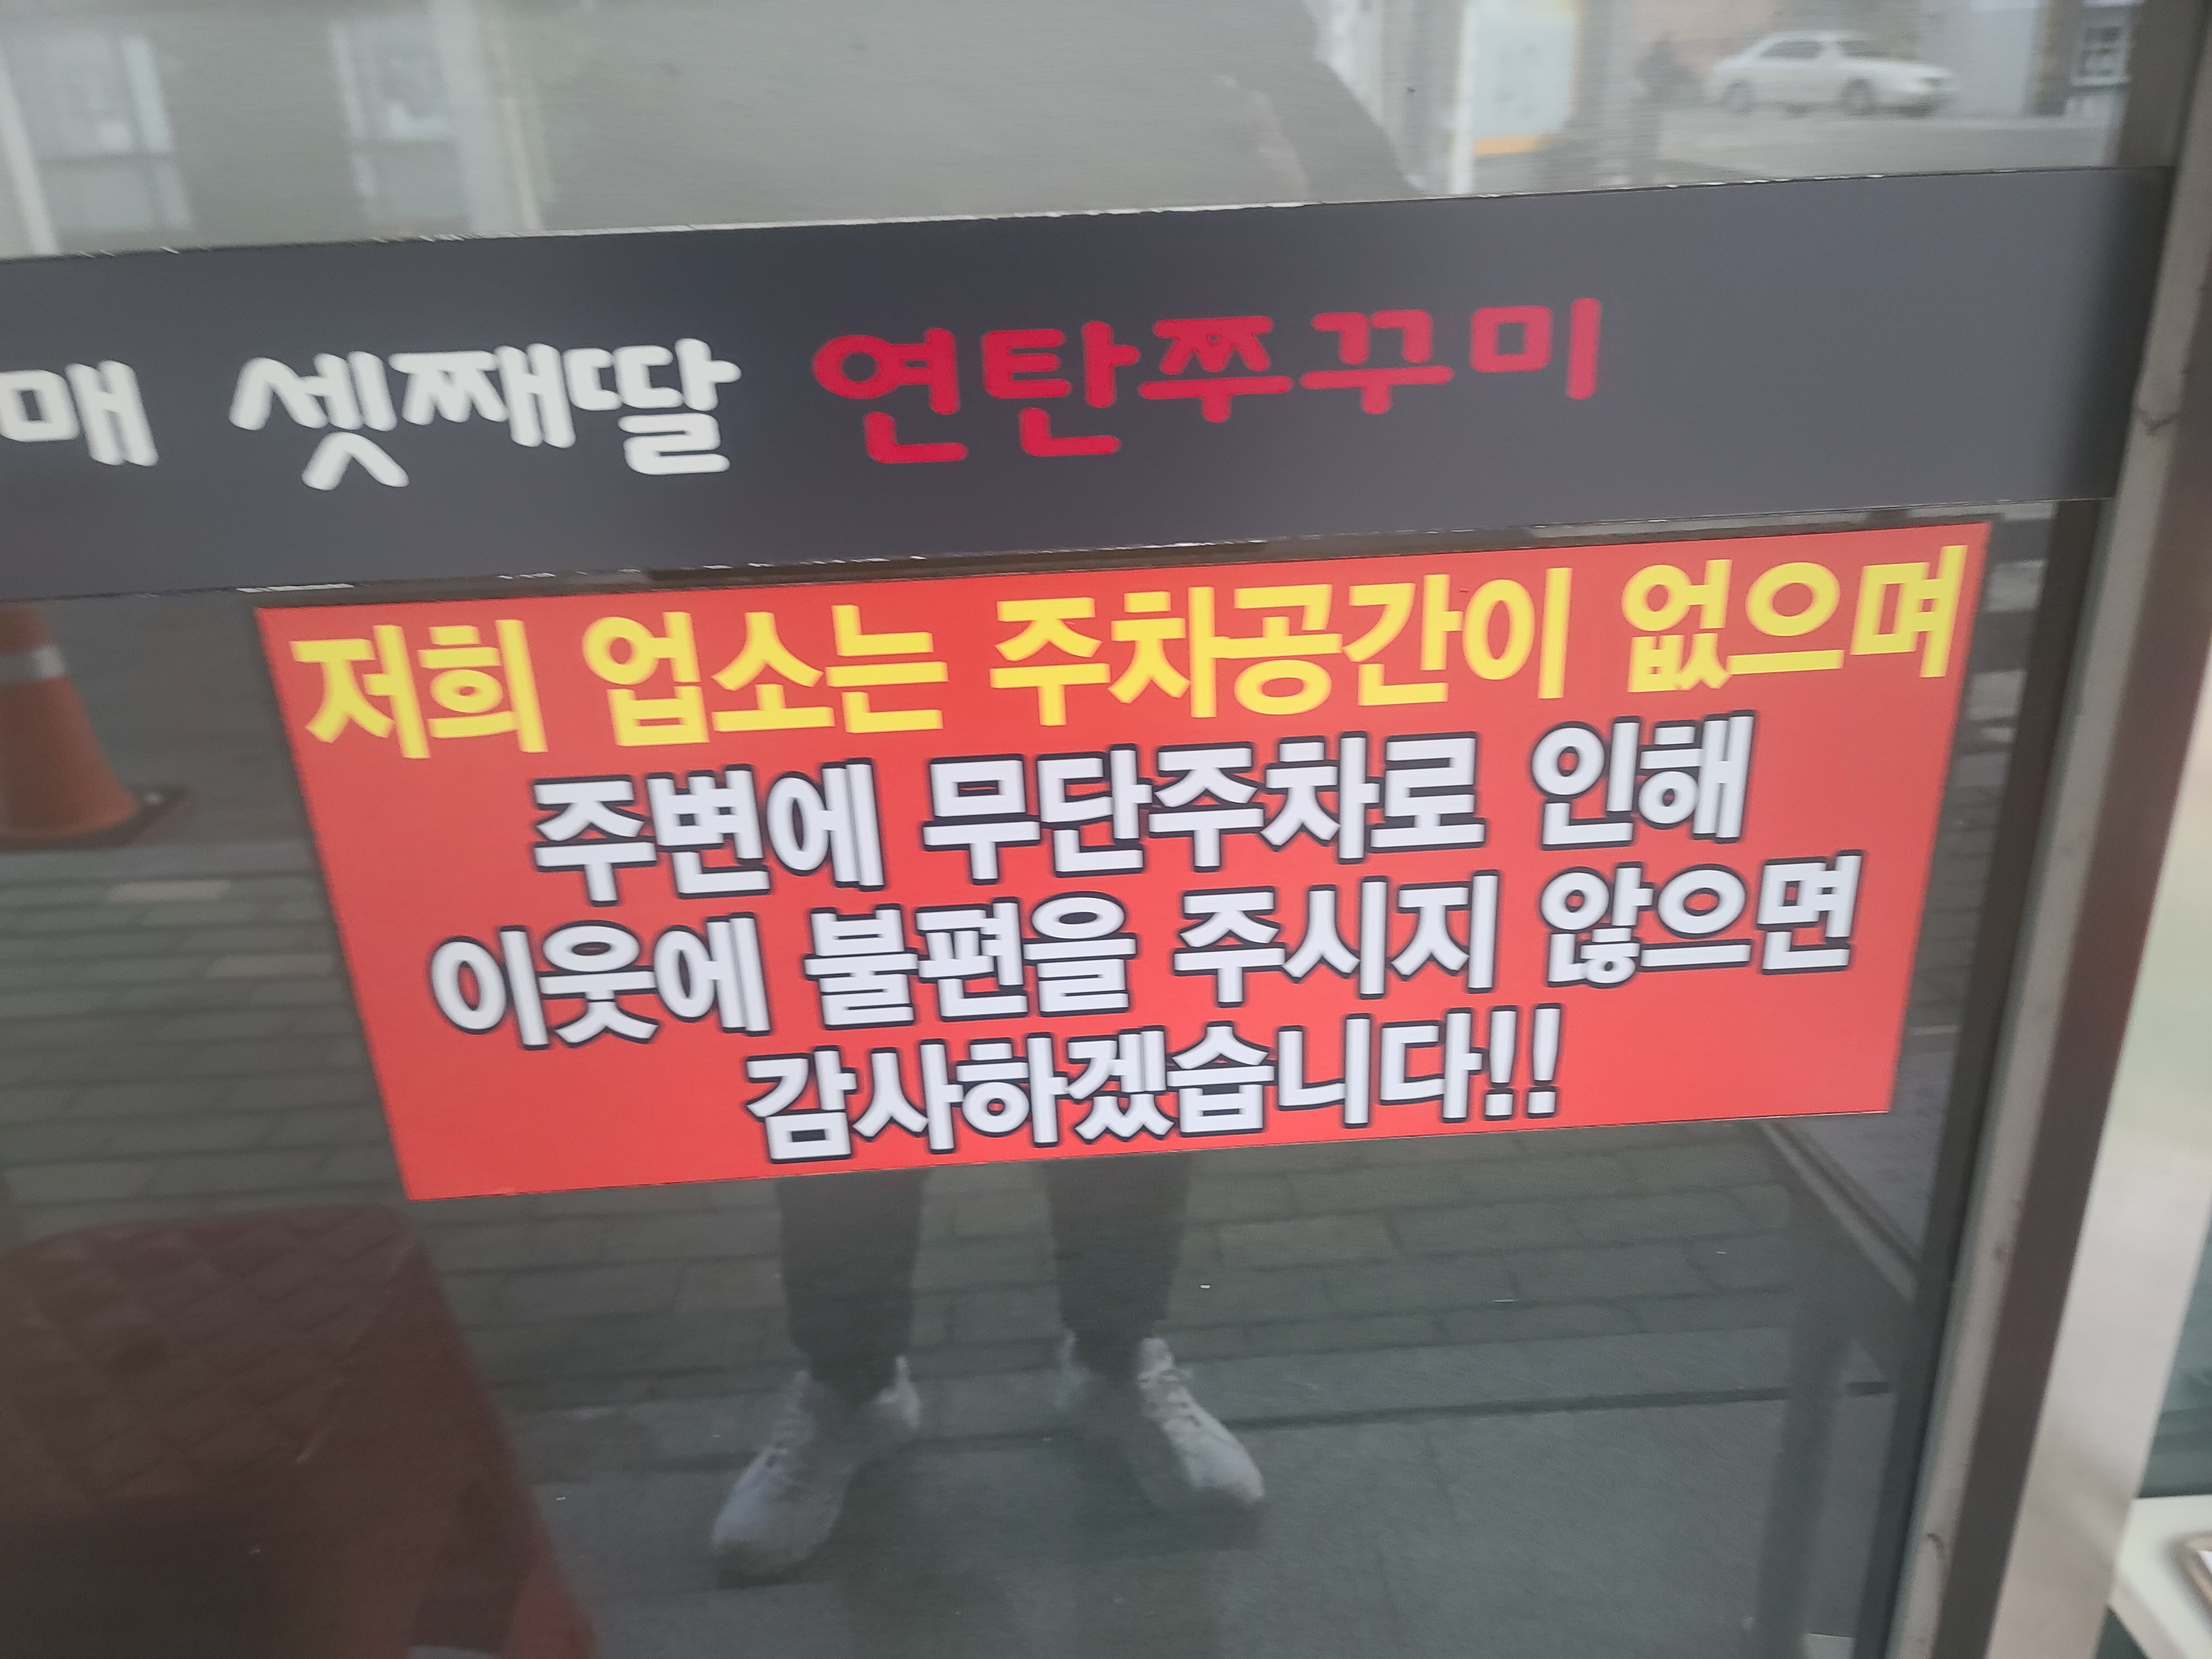 매 셋째딸 연탄쭈꾸미
저희 업소는 주차공간이 없으며
주변에 무단주차로 인해
이웃에 불편을 주시지 않으면
감사하겠습니다!!